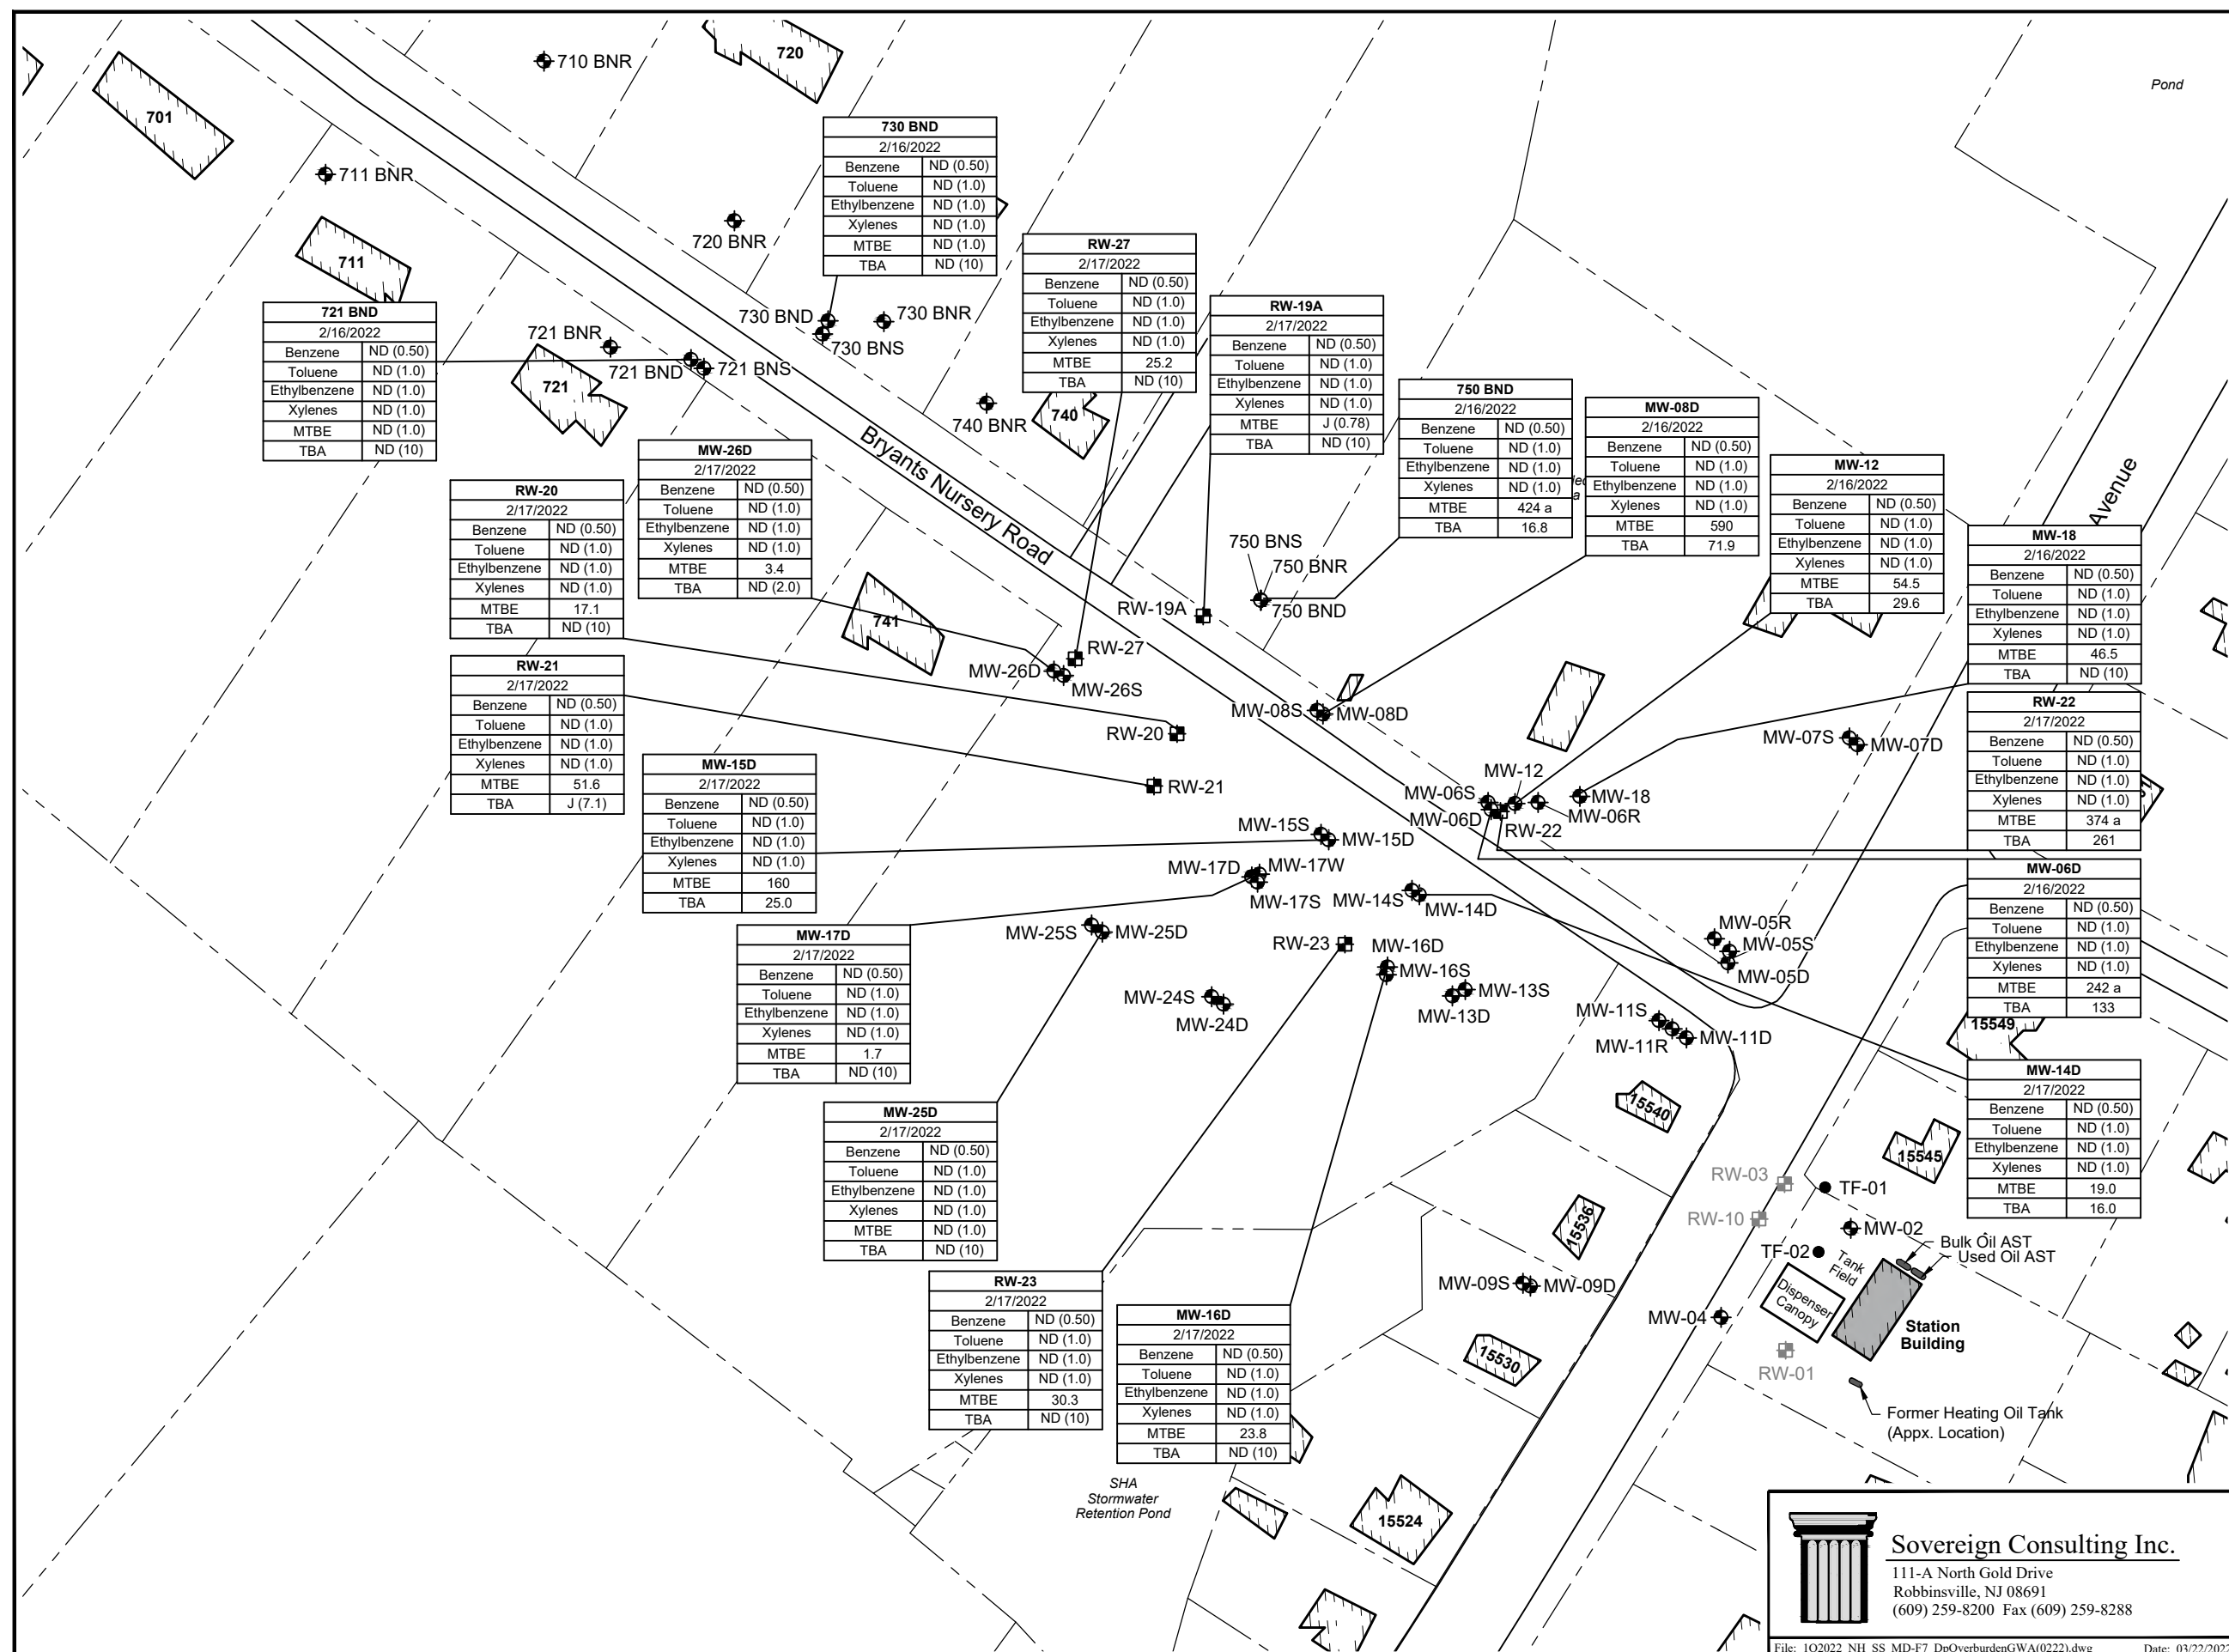 710 BNR
720
Pond
701
730 BND
2/16/2022
Benzene ND (0.50)
Toluene ND (1.0)
Ethylbenzene ND (1.0)
Xylenes ND (1.0)
MTBE ND (1.0)
TBA ND (10)
711 BNR
720 BNR
711
RW-27
2/17/2022
Benzene ND (0.50)
Toluene ND (1.0)
Ethylbenzene ND (1.0)
Xylenes ND (1.0)
MTBE 25.2
TBA ND (10)
RW-19A
2/17/2022
Benzene ND (0.50)
Toluene ND (1.0)
Ethylbenzene ND (1.0)
Xylenes ND (1.0)
MTBE J (0.78)
TBA ND (10)
721 BND
2/16/2022
Benzene ND (0.50)
Toluene ND (1.0)
Ethylbenzene ND (1.0)
Xylenes ND (1.0)
MTBE ND (1.0)
TBA ND (10)
730 BND
730 BNR
730 BNS
721 BNR
721 BND
721 BNS
721
740 BNR
740
750 BND
2/16/2022
Benzene ND (0.50)
Toluene ND (1.0)
Ethylbenzene ND (1.0)
Xylenes ND (1.0)
MTBE 424 a
TBA 16.8
MW-08D
2/16/2022
Benzene ND (0.50)
Toluene ND (1.0)
Ethylbenzene ND (1.0)
Xylenes ND (1.0)
MTBE 590
TBA 71.9
MW-12
2/16/2022
Benzene ND (0.50)
Toluene ND (1.0)
Ethylbenzene ND (1.0)
Xylenes ND (1.0)
MTBE 54.5
TBA 29.6
Avenue
Bryants Nursery Road
MW-26D
2/17/2022
Benzene ND (0.50)
Toluene ND (1.0)
Ethylbenzene ND (1.0)
Xylenes ND (1.0)
MTBE 3.4
TBA ND (2.0)
RW-20
2/17/2022
Benzene ND (0.50)
Toluene ND (1.0)
Ethylbenzene ND (1.0)
Xylenes ND (1.0)
MTBE 17.1
TBA ND (10)
MW-18
2/16/2022
Benzene ND (0.50)
Toluene ND (1.0)
Ethylbenzene ND (1.0)
Xylenes ND (1.0)
MTBE 46.5
TBA ND (10)
750 BNS
750 BNR
750 BND
RW-19A
741
RW-27
MW-26D
MW-26S
RW-21
2/17/2022
Benzene ND (0.50)
Toluene ND (1.0)
Ethylbenzene ND (1.0)
Xylenes ND (1.0)
MTBE 51.6
TBA J (7.1)
RW-22
2/17/2022
Benzene ND (0.50)
Toluene ND (1.0)
Ethylbenzene ND (1.0)
Xylenes ND (1.0)
MTBE 374 a
TBA 261
MW-08S
MW-08D
RW-20
MW-07S
MW-07D
MW-15D
2/17/2022
Benzene ND (0.50)
Toluene ND (1.0)
Ethylbenzene ND (1.0)
Xylenes ND (1.0)
MTBE 160
TBA 25.0
RW-21
MW-12
MW-06S
MW-18
MW-06D
MW-06R
RW-22
MW-15S
MW-15D
MW-17D
MW-17W
MW-17S
MW-14S
MW-14D
MW-06D
2/16/2022
Benzene ND (0.50)
Toluene ND (1.0)
Ethylbenzene ND (1.0)
Xylenes ND (1.0)
MTBE 242 a
TBA 133
MW-17D
2/17/2022
Benzene ND (0.50)
Toluene ND (1.0)
Ethylbenzene ND (1.0)
Xylenes ND (1.0)
MTBE 1.7
TBA ND (10)
MW-25S
MW-25D
RW-23
MW-16D
MW-16S
MW-05R
MW-05S
MW-05D
MW-24S
MW-24D
MW-13S
MW-13D
MW-11S
MW-11R
MW-11D
15549
MW-14D
2/17/2022
Benzene ND (0.50)
Toluene ND (1.0)
Ethylbenzene ND (1.0)
Xylenes ND (1.0)
MTBE 19.0
TBA 16.0
MW-25D
2/17/2022
Benzene ND (0.50)
Toluene ND (1.0)
Ethylbenzene ND (1.0)
Xylenes ND (1.0)
MTBE ND (1.0)
TBA ND (10)
15540
15545
RW-03
TF-01
RW-10
MW-02
15536
TF-02
Tank
Field
Bulk Oil AST
Used Oil AST
RW-23
2/17/2022
Benzene ND (0.50)
Toluene ND (1.0)
Ethylbenzene ND (1.0)
Xylenes ND (1.0)
MTBE 30.3
TBA ND (10)
MW-16D
2/17/2022
Benzene ND (0.50)
Toluene ND (1.0)
Ethylbenzene ND (1.0)
Xylenes ND (1.0)
MTBE 23.8
TBA ND (10)
MW-09S
MW-09D
Dispenser
Canopy
MW-04
Station
Building
15530
RW-01
Former Heating Oil Tank
(Appx. Location)
SHA
Stormwater
Retention Pond
15524
Sovereign Consulting Inc.
111-A North Gold Drive
Robbinsville, NJ 08691
(609) 259-8200 Fax (609) 259-8288
File: 1Q2022_NH_SS_MD-F7_DpOverburdenGWA(0222).dwg Date: 03/22/2022